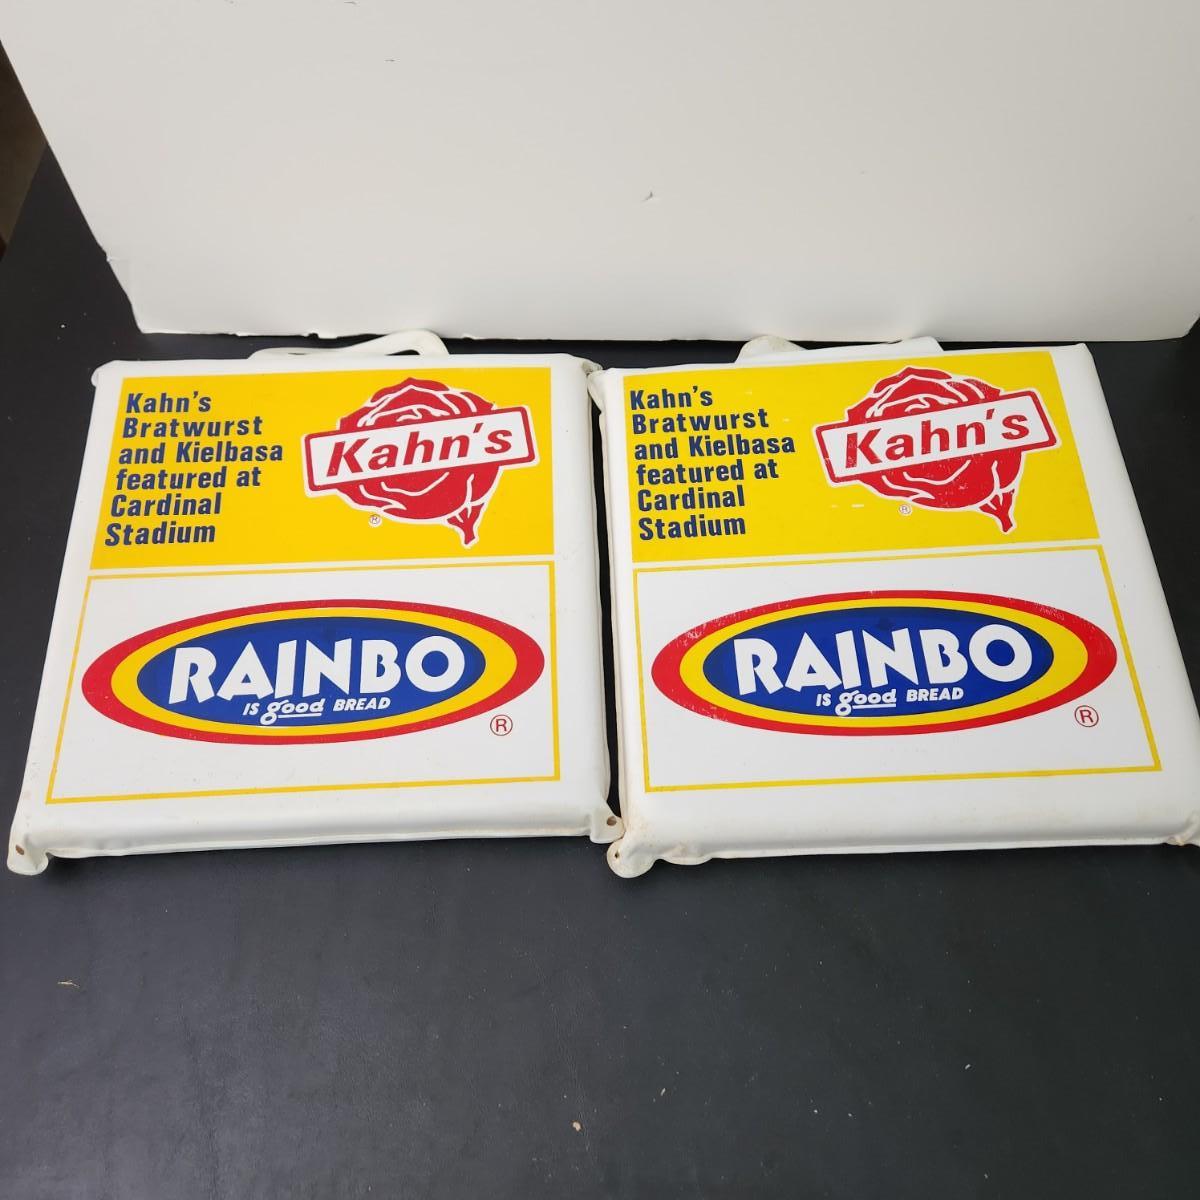 Kahn's
Bratwurst
and Kielbasa
featured at
Cardinal
Stadium
Kahn's
®
RAINBO
IS good BREAD
®
Kahn's
Bratwurst
and Kielbasa
featured at
Cardinal
Stadium
Kahn's
®
RAINBO
IS good BREAD
®